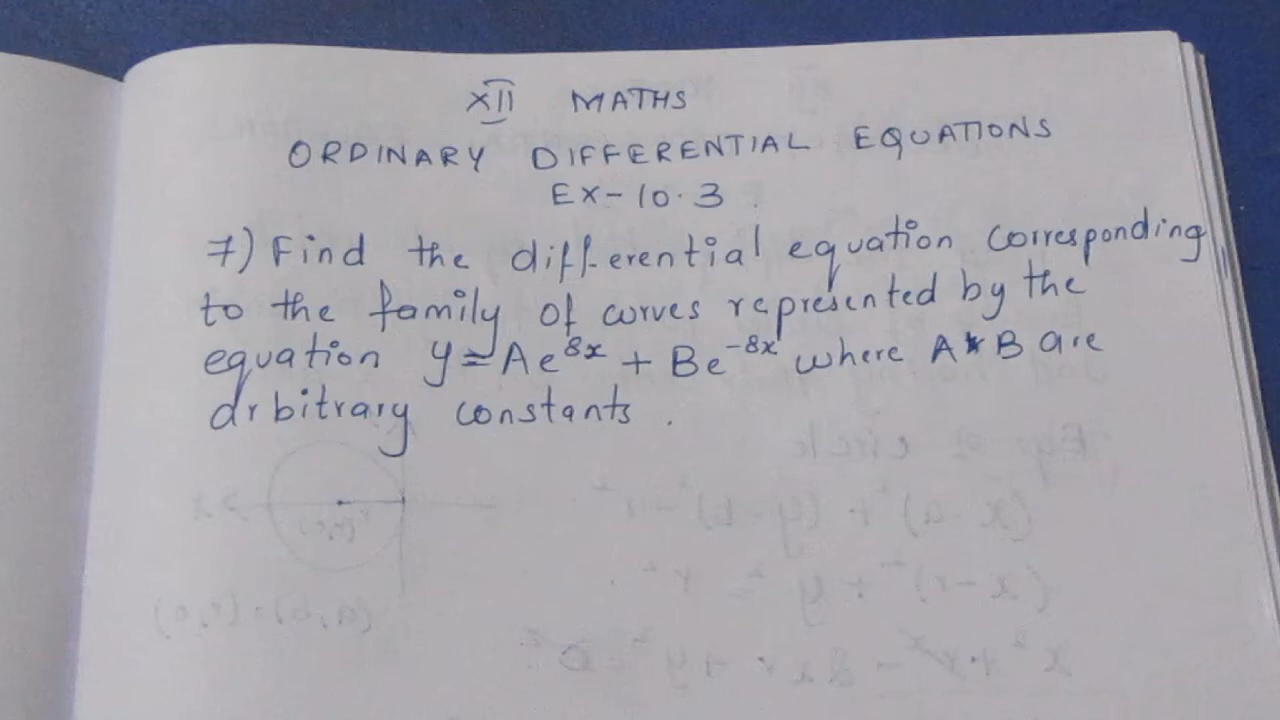 XII MATHS
ORDINARY DIFFERENTIAL EQUATIONS
EX-10.3
7) Find the differential equation corresponding
to the family of curves represented by the
equation y = Ae^8x + Be^-8x where A & B are
arbitrary constants.